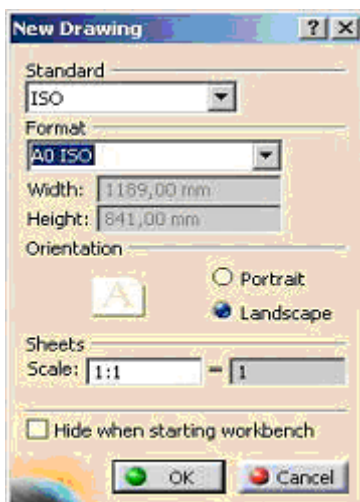 New Drawing ? X
Standard
ISO
Format
A0 ISO
Width: 1189,00 mm
Height: 841,00 mm
Orientation
A
Portrait
Landscape
Sheets
Scale: 1:1 = 1
Hide when starting workbench
OK Cancel